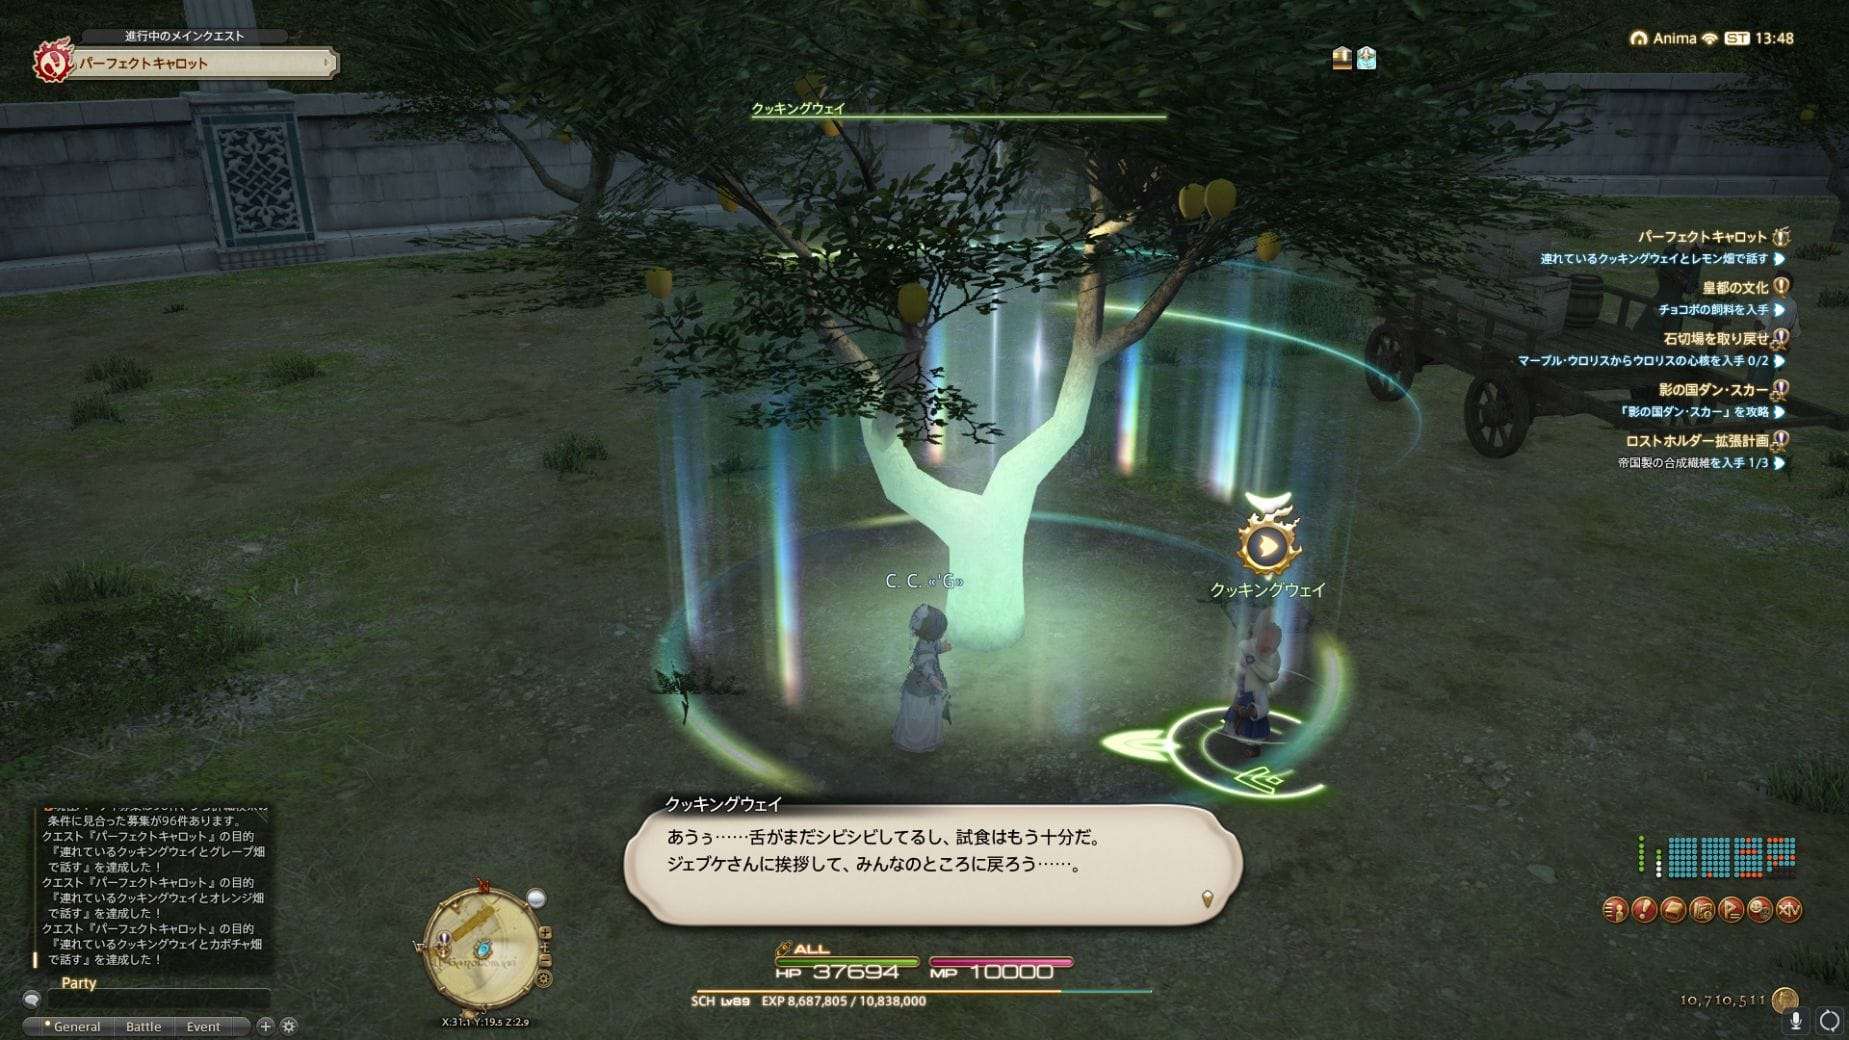 進行中のメインクエスト
パーフェクトキャロット
Anima ST 13:48
クッキングウェイ
パーフェクトキャロット
連れているクッキングウェイとレモン畑で話す
皇都の文化
チョコボの飼料を入手
石切場を取り戻せ
マーブル・ウロリスからウロリスの心核を入手 0/2
影の国ダン・スカー
「影の国ダン・スカー」を攻略
ロストホルダー拡張計画
帝国製の合成繊維を入手 1/3
C. C. «'G»
クッキングウェイ
クッキングウェイ
あうぅ……舌がまだシビシビしてるし、試食はもう十分だ。
ジェブケさんに挨拶して、みんなのところに戻ろう……。
条件に見合った募集が96件あります。
クエスト『パーフェクトキャロット』の目的
『連れているクッキングウェイとグレープ畑
で話す』を達成した！
クエスト『パーフェクトキャロット』の目的
『連れているクッキングウェイとオレンジ畑
で話す』を達成した！
クエスト『パーフェクトキャロット』の目的
『連れているクッキングウェイとカボチャ畑
で話す』を達成した！
Party
General Battle Event
N
X:31.1 Y:19.5 Z:2.9
ALL
HP 37694 MP 10000
SCH Lv89 EXP 8,687,805 / 10,838,000
XIV
10,710,511